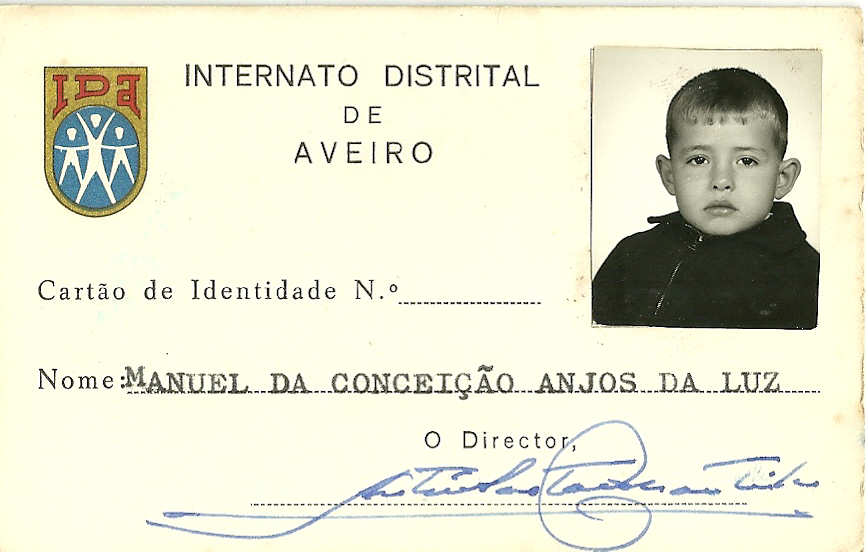 IDA
INTERNATO DISTRITAL
DE
AVEIRO
Cartão de Identidade N.º
Nome: MANUEL DA CONCEIÇÃO ANJOS DA LUZ
O Director,